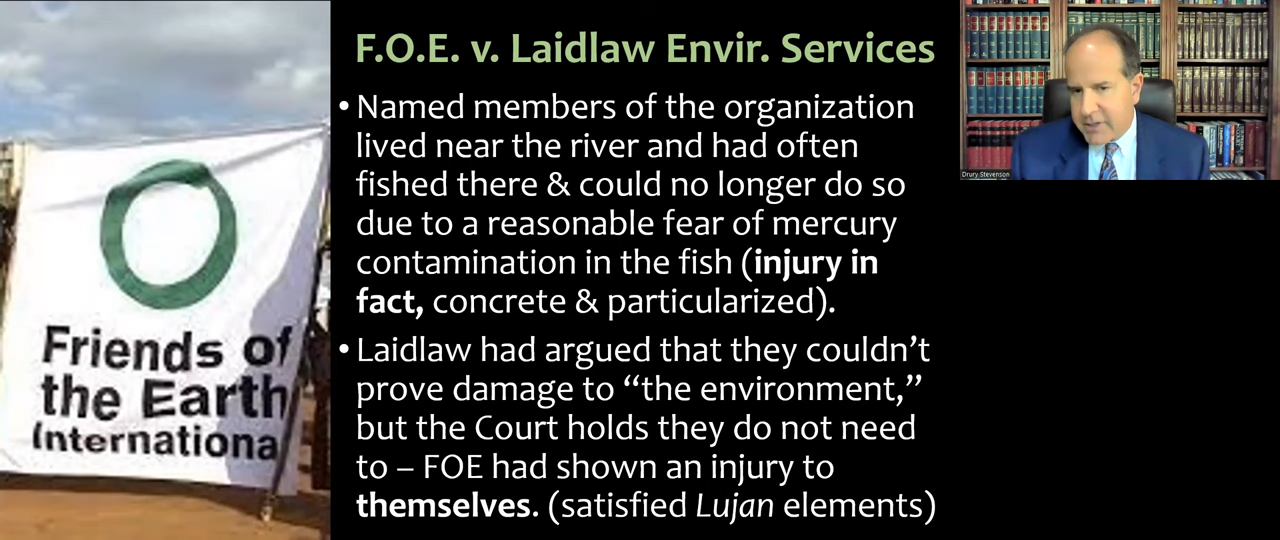 F.O.E. v. Laidlaw Envir. Services
• Named members of the organization
lived near the river and had often
fished there & could no longer do so
due to a reasonable fear of mercury
contamination in the fish (injury in
fact, concrete & particularized).
• Laidlaw had argued that they couldn’t
prove damage to “the environment,”
but the Court holds they do not need
to – FOE had shown an injury to
themselves. (satisfied Lujan elements)
Friends of
the Earth
Internationa
Drury Stevenson